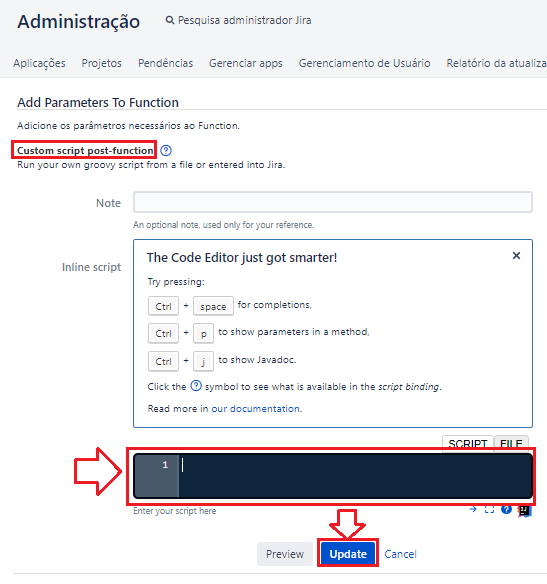 Administração Pesquisa administrador Jira
Aplicações Projetos Pendências Gerenciar apps Gerenciamento de Usuário Relatório da atualiza
Add Parameters To Function
Adicione os parâmetros necessários ao Function.
Custom script post-function ?
Run your own groovy script from a file or entered into Jira.
Note
An optional note, used only for your reference.
Inline script
The Code Editor just got smarter! ×
Try pressing:
Ctrl + space for completions,
Ctrl + p to show parameters in a method,
Ctrl + j to show Javadoc.
Click the ? symbol to see what is available in the script binding.
Read more in our documentation.
SCRIPT FILE
1
Enter your script here ?
Preview Update Cancel